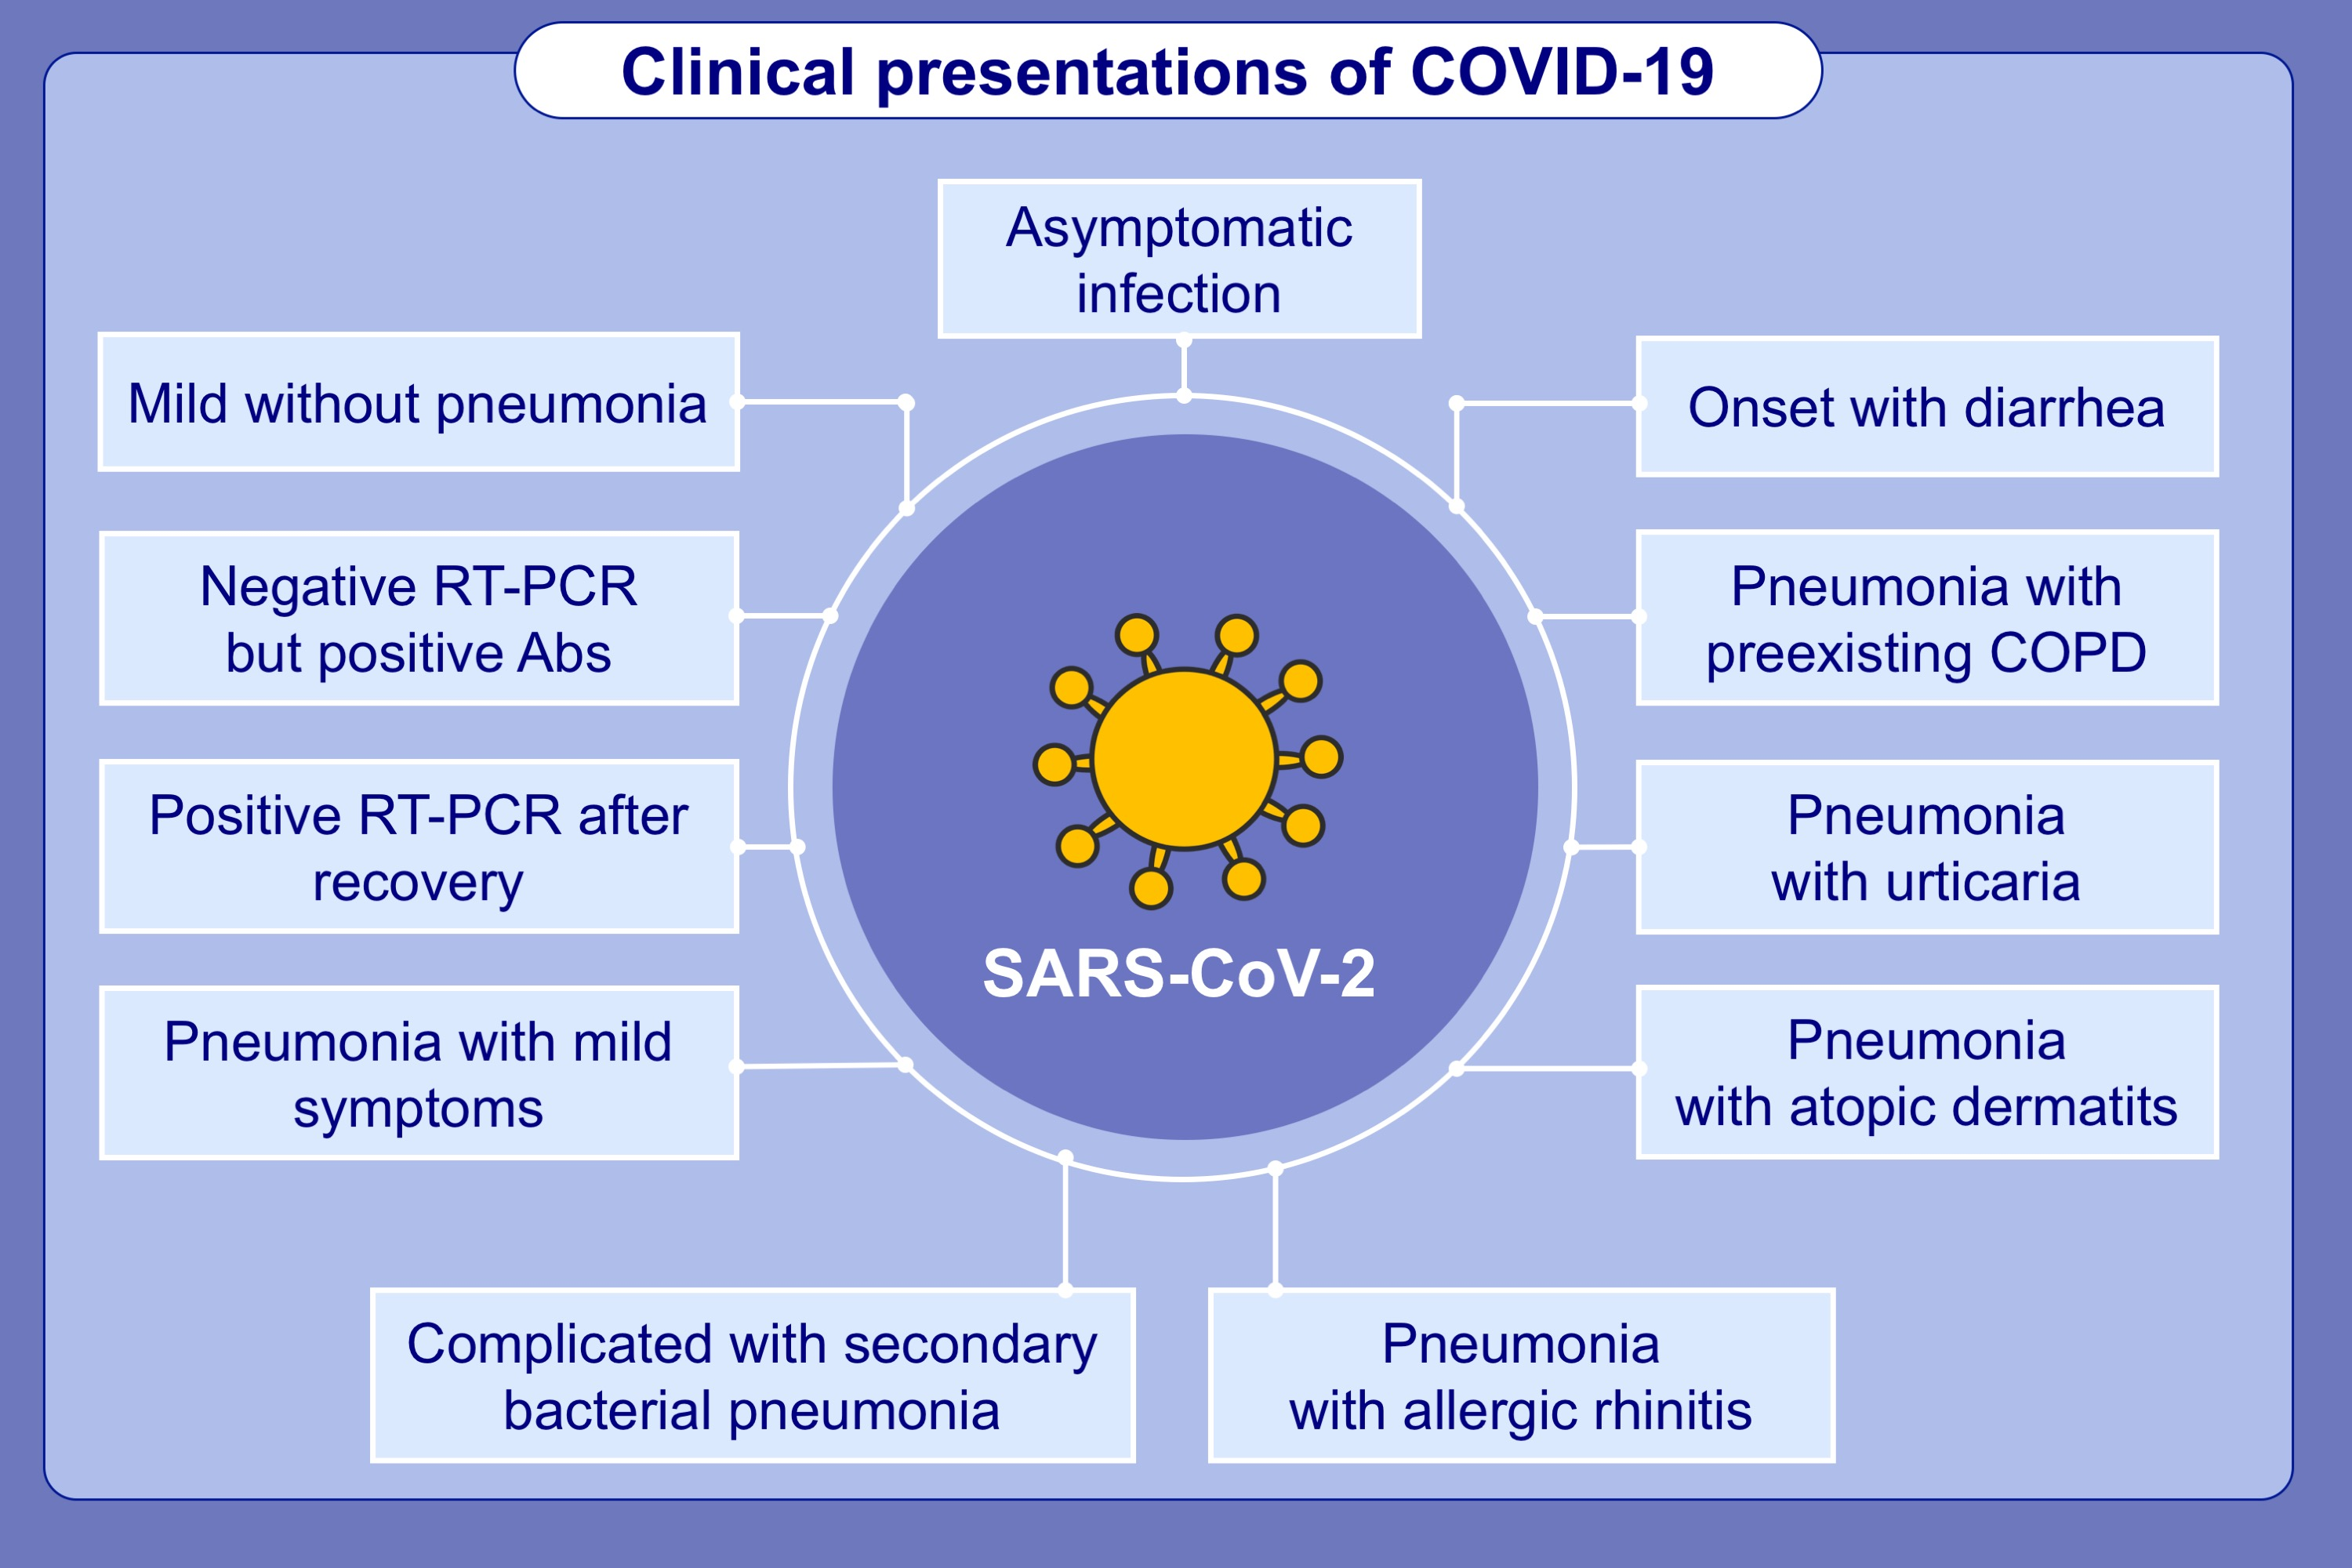 Clinical presentations of COVID-19
Asymptomatic
infection
Mild without pneumonia
Onset with diarrhea
Negative RT-PCR
but positive Abs
Pneumonia with
preexisting COPD
Positive RT-PCR after
recovery
Pneumonia
with urticaria
SARS-CoV-2
Pneumonia with mild
symptoms
Pneumonia
with atopic dermatits
Complicated with secondary
bacterial pneumonia
Pneumonia
with allergic rhinitis